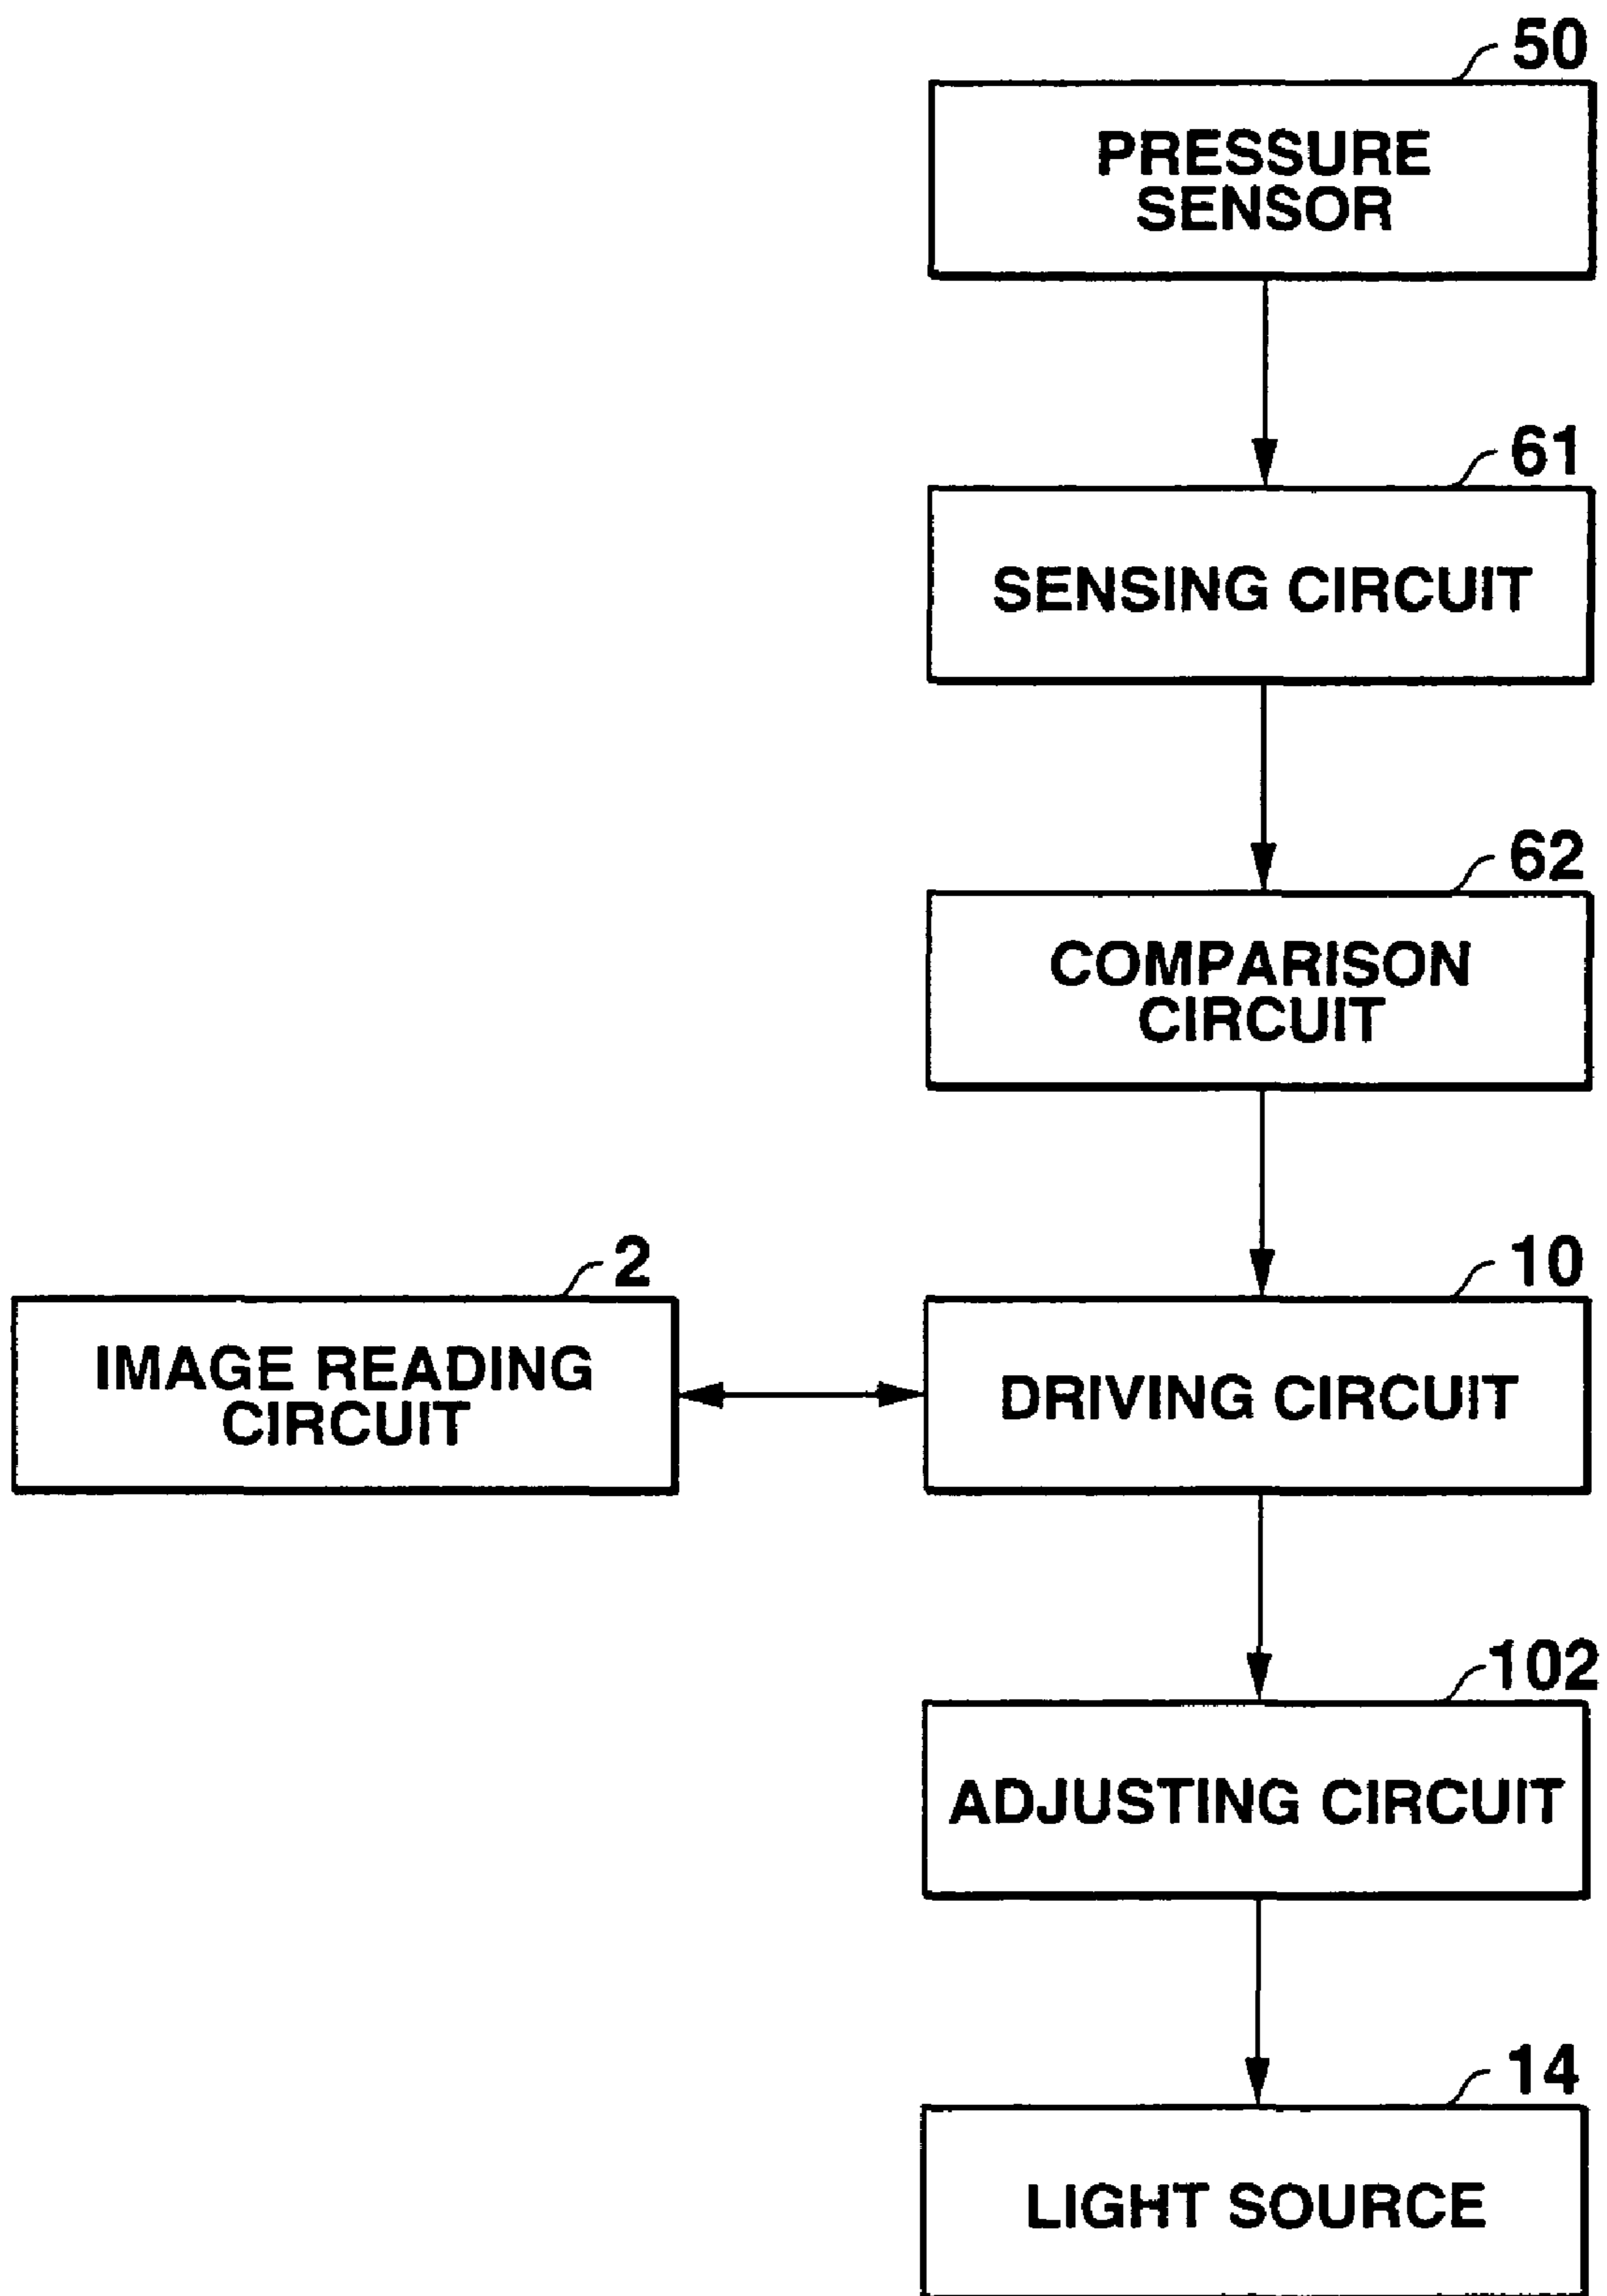 50
PRESSURE
SENSOR
61
SENSING CIRCUIT
62
COMPARISON
CIRCUIT
2
IMAGE READING
CIRCUIT
10
DRIVING CIRCUIT
102
ADJUSTING CIRCUIT
14
LIGHT SOURCE